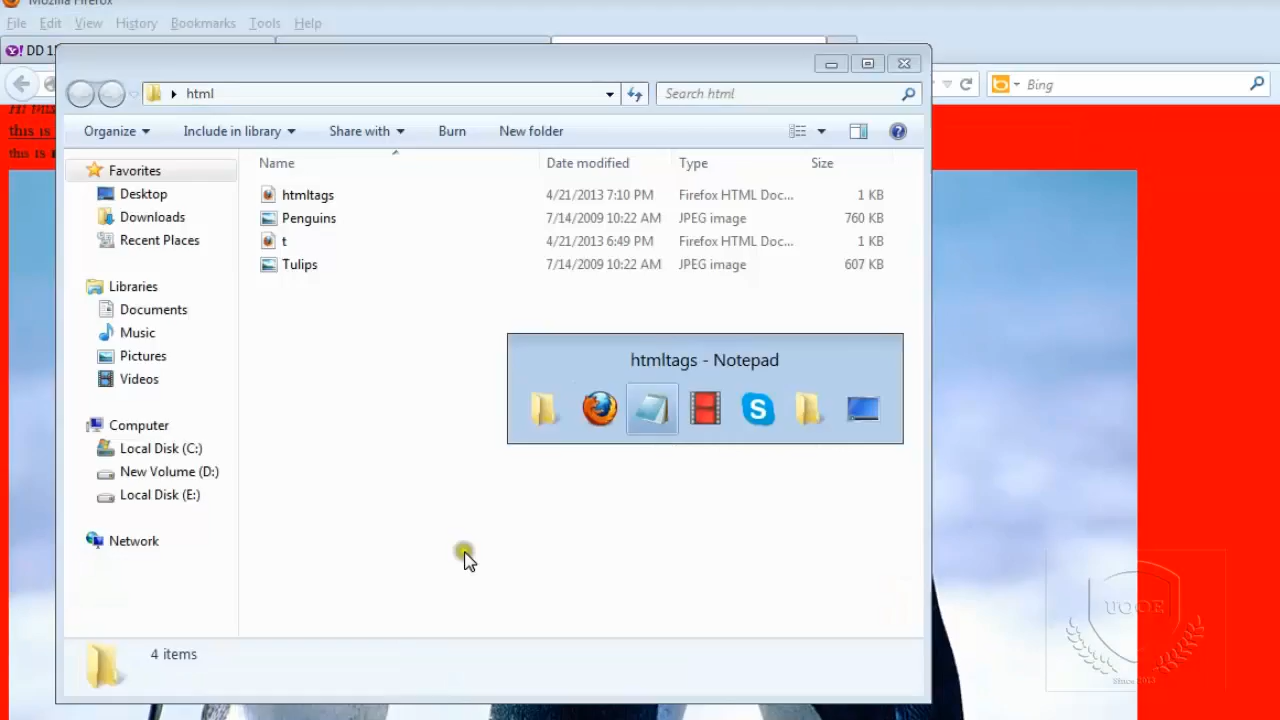 Mozilla Firefox
File Edit View History Bookmarks Tools Help
DD 1
html
Search html
Bing
Organize Include in library Share with Burn New folder
this is
this is
Name Date modified Type Size
Favorites
Desktop
Downloads
Recent Places
Libraries
Documents
Music
Pictures
Videos
Computer
Local Disk (C:)
New Volume (D:)
Local Disk (E:)
Network
htmltags 4/21/2013 7:10 PM Firefox HTML Doc... 1 KB
Penguins 7/14/2009 10:22 AM JPEG image 760 KB
t 4/21/2013 6:49 PM Firefox HTML Doc... 1 KB
Tulips 7/14/2009 10:22 AM JPEG image 607 KB
htmltags - Notepad
S
4 items
UOOE
Since 2013